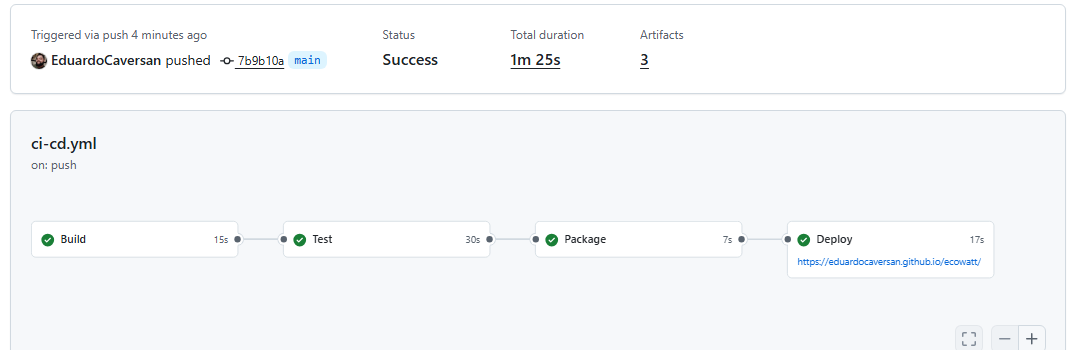 Triggered via push 4 minutes ago
Status
Total duration
Artifacts
EduardoCaversan pushed 7b9b10a main
Success
1m 25s
3
ci-cd.yml
on: push
Build 15s
Test 30s
Package 7s
Deploy 17s
https://eduardocaversan.github.io/ecowatt/